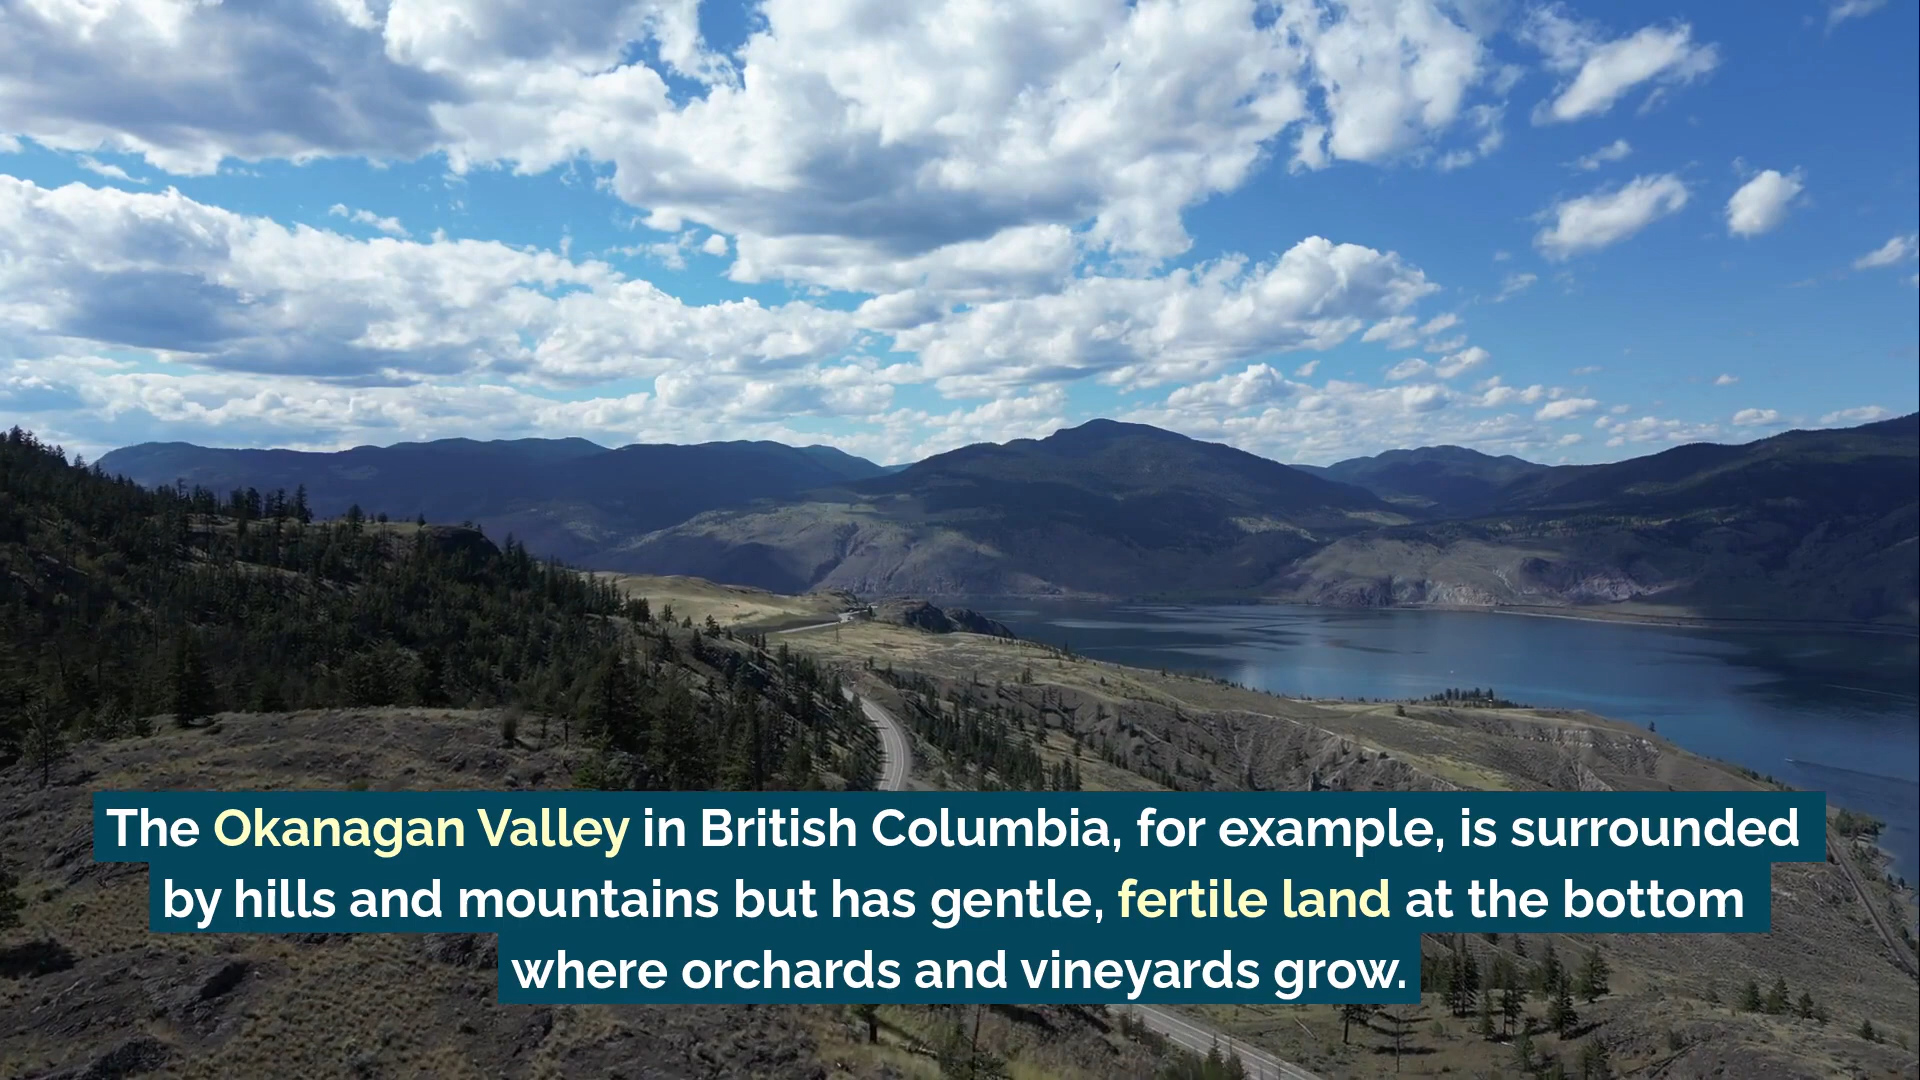 The Okanagan Valley in British Columbia, for example, is surrounded
by hills and mountains but has gentle, fertile land at the bottom
where orchards and vineyards grow.